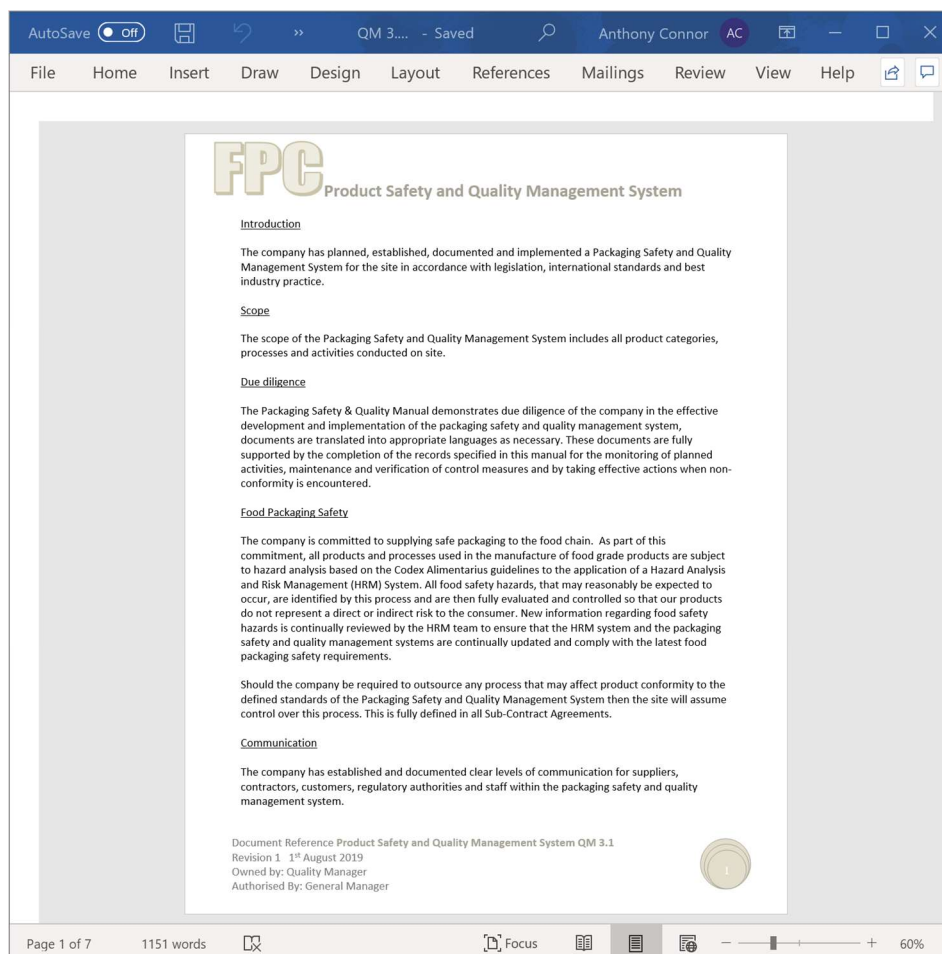 AutoSave Off QM 3.... - Saved Anthony Connor AC
File Home Insert Draw Design Layout References Mailings Review View Help
FPC Product Safety and Quality Management System
Introduction
The company has planned, established, documented and implemented a Packaging Safety and Quality
Management System for the site in accordance with legislation, international standards and best
industry practice.
Scope
The scope of the Packaging Safety and Quality Management System includes all product categories,
processes and activities conducted on site.
Due diligence
The Packaging Safety & Quality Manual demonstrates due diligence of the company in the effective
development and implementation of the packaging safety and quality management system,
documents are translated into appropriate languages as necessary. These documents are fully
supported by the completion of the records specified in this manual for the monitoring of planned
activities, maintenance and verification of control measures and by taking effective actions when non-
conformity is encountered.
Food Packaging Safety
The company is committed to supplying safe packaging to the food chain. As part of this
commitment, all products and processes used in the manufacture of food grade products are subject
to hazard analysis based on the Codex Alimentarius guidelines to the application of a Hazard Analysis
and Risk Management (HRM) System. All food safety hazards, that may reasonably be expected to
occur, are identified by this process and are then fully evaluated and controlled so that our products
do not represent a direct or indirect risk to the consumer. New information regarding food safety
hazards is continually reviewed by the HRM team to ensure that the HRM system and the packaging
safety and quality management systems are continually updated and comply with the latest food
packaging safety requirements.
Should the company be required to outsource any process that may affect product conformity to the
defined standards of the Packaging Safety and Quality Management System then the site will assume
control over this process. This is fully defined in all Sub-Contract Agreements.
Communication
The company has established and documented clear levels of communication for suppliers,
contractors, customers, regulatory authorities and staff within the packaging safety and quality
management system.
Document Reference Product Safety and Quality Management System QM 3.1
Revision 1 1st August 2019
Owned by: Quality Manager
Authorised By: General Manager
1
Page 1 of 7 1151 words Focus 60%